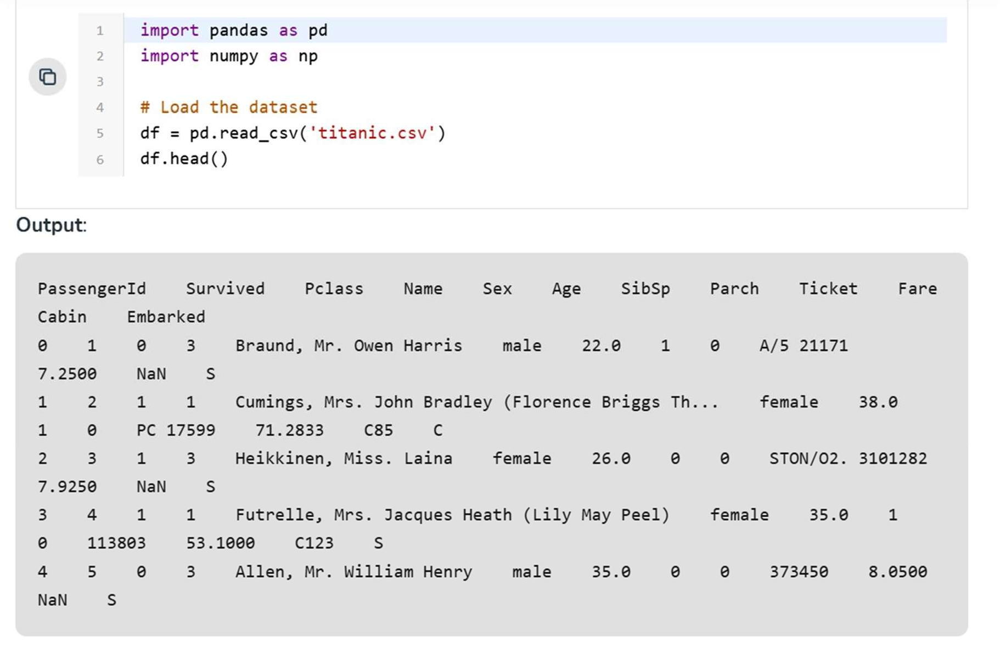 1 import pandas as pd
2 import numpy as np
3
4 # Load the dataset
5 df = pd.read_csv('titanic.csv')
6 df.head()
Output:
PassengerId    Survived    Pclass    Name    Sex    Age    SibSp    Parch    Ticket    Fare
Cabin    Embarked
0    1    0    3    Braund, Mr. Owen Harris    male    22.0    1    0    A/5 21171
7.2500    NaN    S
1    2    1    1    Cumings, Mrs. John Bradley (Florence Briggs Th...    female    38.0
1    0    PC 17599    71.2833    C85    C
2    3    1    3    Heikkinen, Miss. Laina    female    26.0    0    0    STON/O2. 3101282
7.9250    NaN    S
3    4    1    1    Futrelle, Mrs. Jacques Heath (Lily May Peel)    female    35.0    1
0    113803    53.1000    C123    S
4    5    0    3    Allen, Mr. William Henry    male    35.0    0    0    373450    8.0500
NaN    S